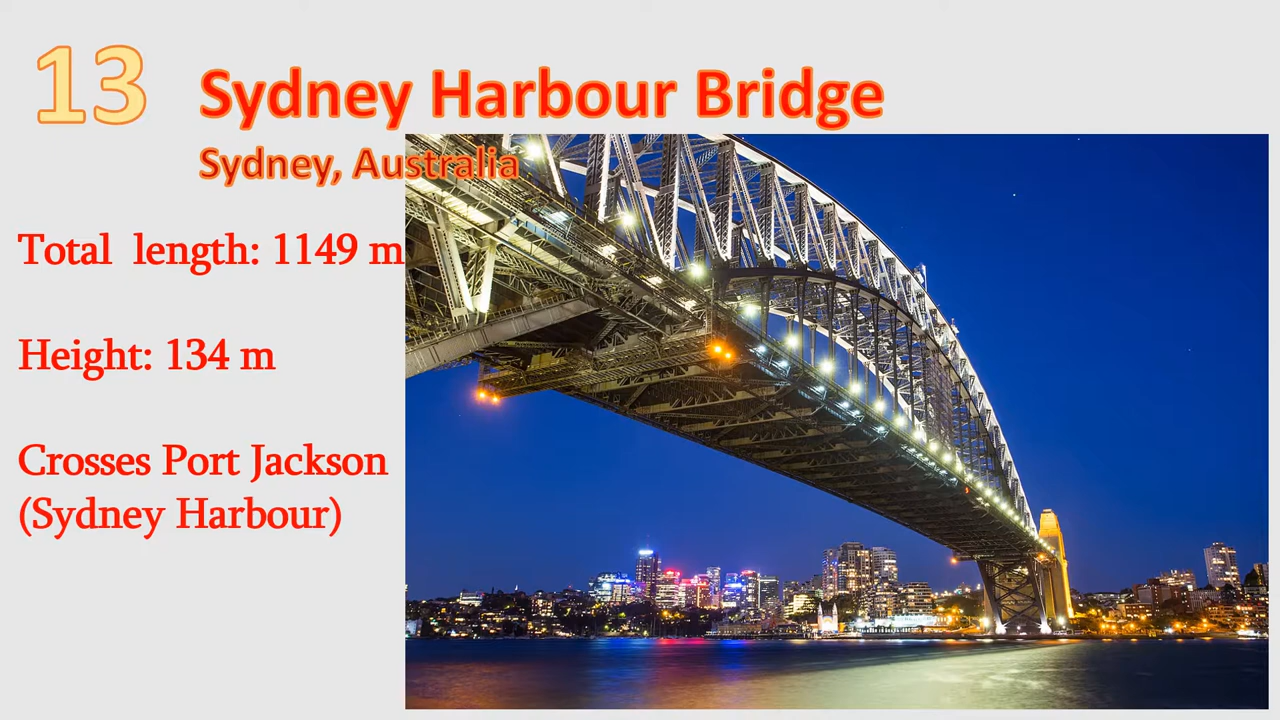 13
Sydney Harbour Bridge
Sydney, Australia
Total length: 1149 m
Height: 134 m
Crosses Port Jackson
(Sydney Harbour)